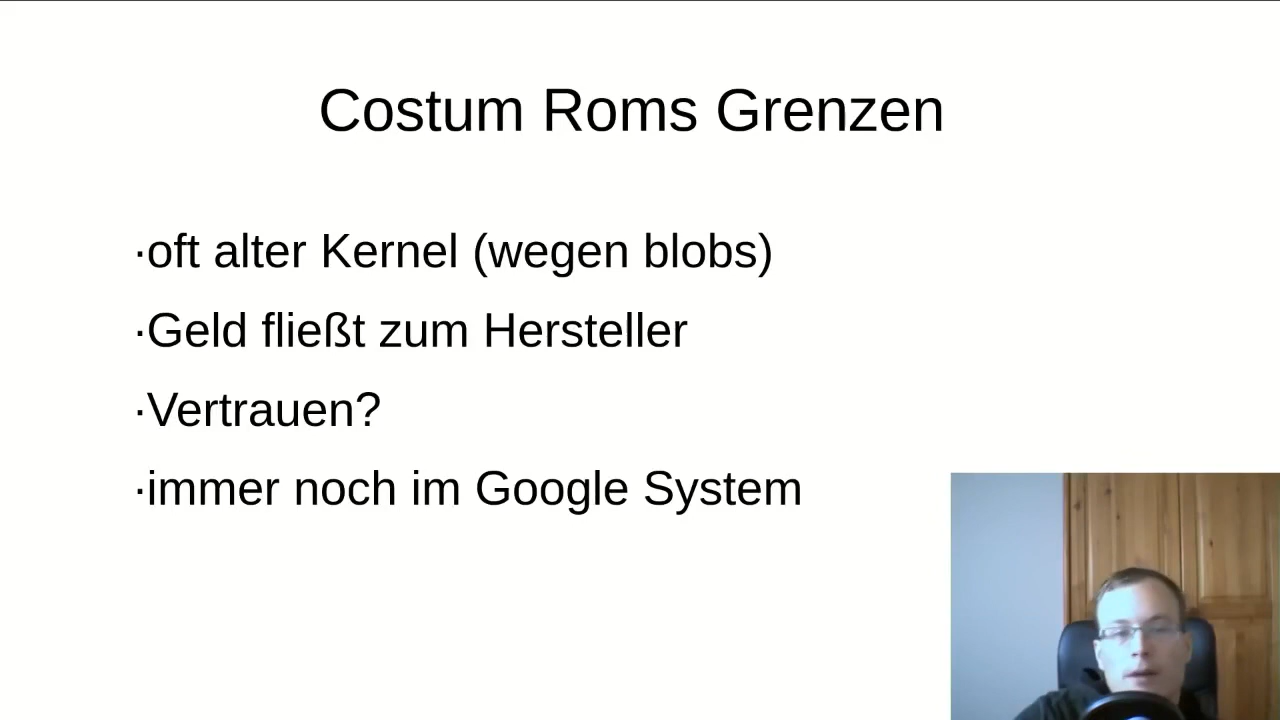 Costum Roms Grenzen
·oft alter Kernel (wegen blobs)
·Geld fließt zum Hersteller
·Vertrauen?
·immer noch im Google System